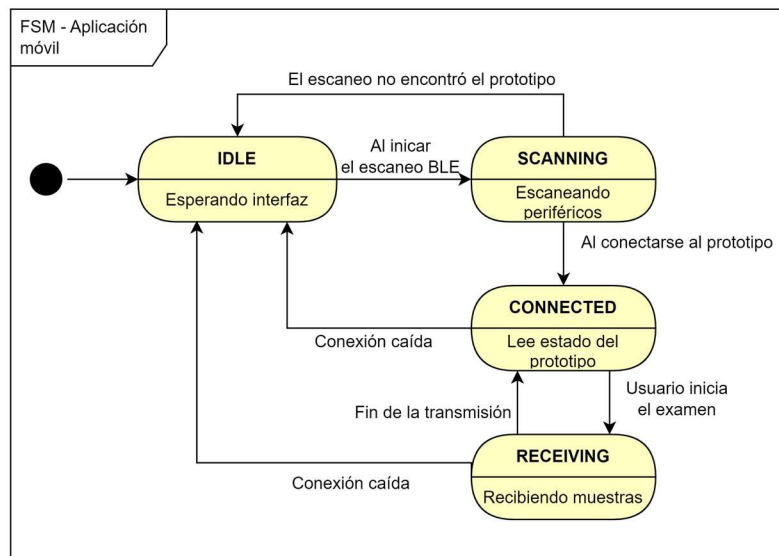 FSM - Aplicación
móvil
El escaneo no encontró el prototipo
IDLE
Esperando interfaz
Al inicar
el escaneo BLE
SCANNING
Escaneando
periféricos
Al conectarse al prototipo
CONNECTED
Lee estado del
prototipo
Conexión caída
Usuario inicia
el examen
Fin de la transmisión
RECEIVING
Recibiendo muestras
Conexión caída